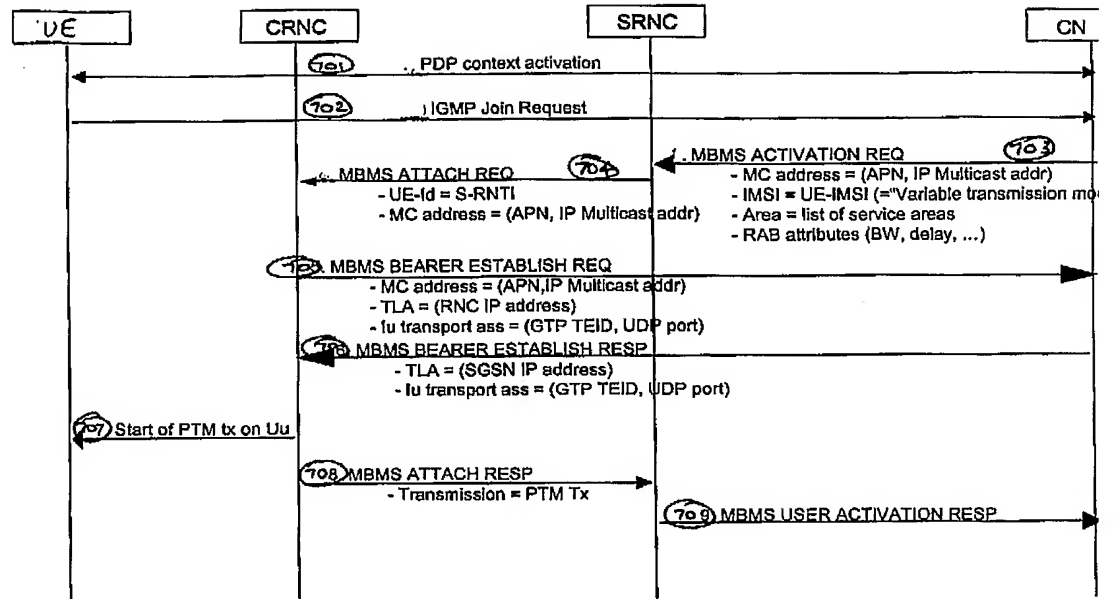 UE
CRNC
SRNC
CN
701 PDP context activation
702 IGMP Join Request
703
MBMS ACTIVATION REQ
- MC address = (APN, IP Multicast addr)
- IMSI = UE-IMSI (="Variable transmission
- Area = list of service areas
- RAB attributes (BW, delay, ...)
704
MBMS ATTACH REQ
- UE-Id = S-RNTI
- MC address = (APN, IP Multicast addr)
705 MBMS BEARER ESTABLISH REQ
- MC address = (APN,IP Multicast addr)
- TLA = (RNC IP address)
- Iu transport ass = (GTP TEID, UDP port)
706 MBMS BEARER ESTABLISH RESP
- TLA = (SGSN IP address)
- Iu transport ass = (GTP TEID, UDP port)
707 Start of PTM tx on Uu
708 MBMS ATTACH RESP
- Transmission = PTM Tx
709 MBMS USER ACTIVATION RESP